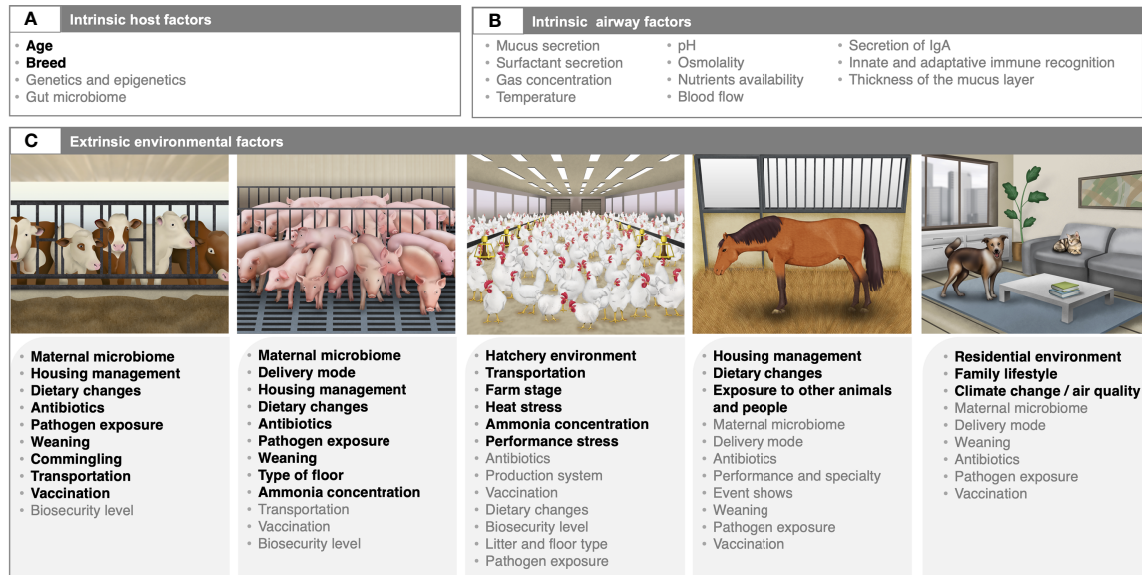 A Intrinsic host factors
• Age
• Breed
• Genetics and epigenetics
• Gut microbiome
B Intrinsic airway factors
• Mucus secretion
• Surfactant secretion
• Gas concentration
• Temperature
• pH
• Osmolality
• Nutrients availability
• Blood flow
• Secretion of IgA
• Innate and adaptative immune recognition
• Thickness of the mucus layer
C Extrinsic environmental factors
• Maternal microbiome
• Housing management
• Dietary changes
• Antibiotics
• Pathogen exposure
• Weaning
• Commingling
• Transportation
• Vaccination
• Biosecurity level
• Maternal microbiome
• Delivery mode
• Housing management
• Dietary changes
• Antibiotics
• Pathogen exposure
• Weaning
• Type of floor
• Ammonia concentration
• Transportation
• Vaccination
• Biosecurity level
• Hatchery environment
• Transportation
• Farm stage
• Heat stress
• Ammonia concentration
• Performance stress
• Antibiotics
• Production system
• Vaccination
• Dietary changes
• Biosecurity level
• Litter and floor type
• Pathogen exposure
• Housing management
• Dietary changes
• Exposure to other animals
and people
• Maternal microbiome
• Delivery mode
• Antibiotics
• Performance and specialty
• Event shows
• Weaning
• Pathogen exposure
• Vaccination
• Residential environment
• Family lifestyle
• Climate change / air quality
• Maternal microbiome
• Delivery mode
• Weaning
• Antibiotics
• Pathogen exposure
• Vaccination